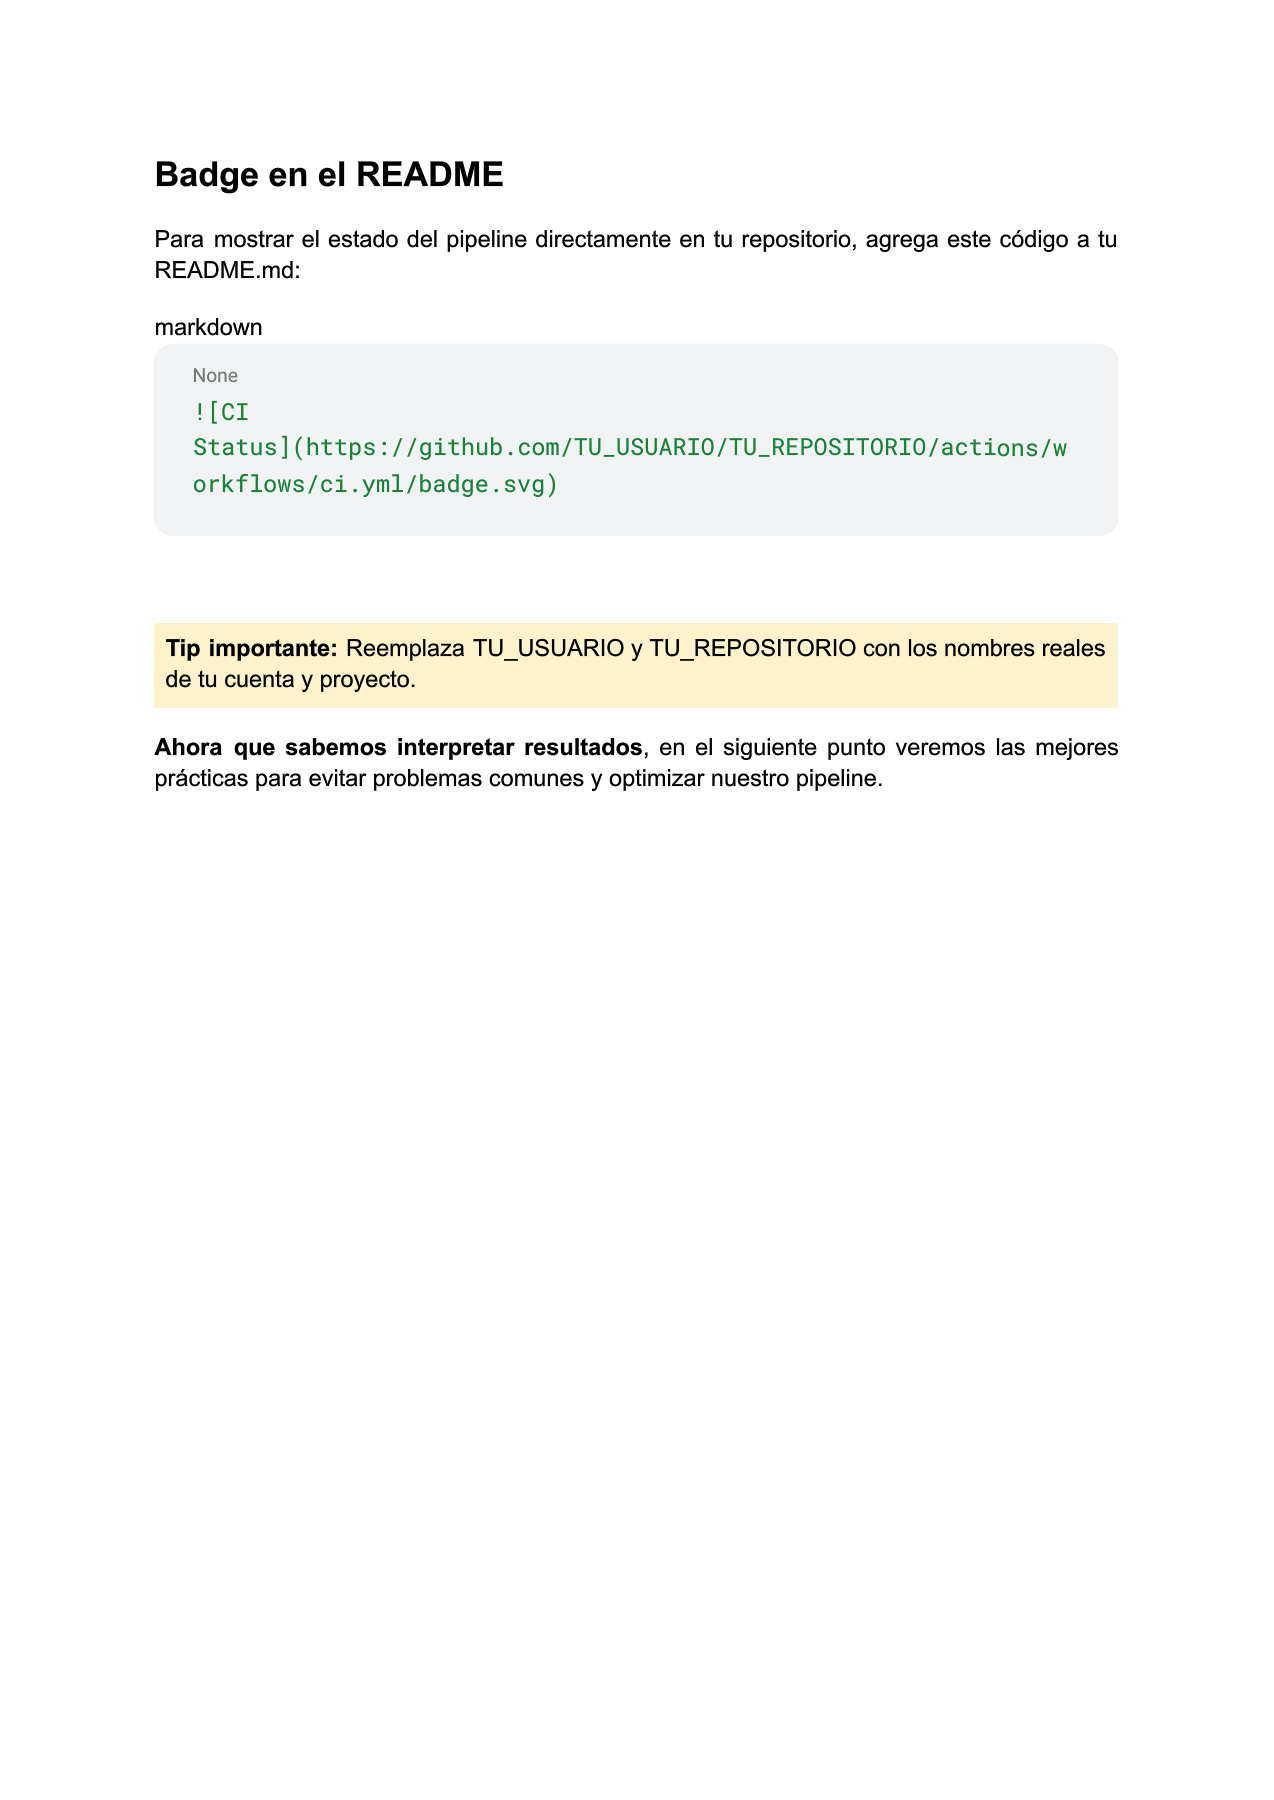 Badge en el README
Para mostrar el estado del pipeline directamente en tu repositorio, agrega este código a tu
README.md:
markdown
None
![CI
Status](https://github.com/TU_USUARIO/TU_REPOSITORIO/actions/w
orkflows/ci.yml/badge.svg)
Tip importante: Reemplaza TU_USUARIO y TU_REPOSITORIO con los nombres reales
de tu cuenta y proyecto.
Ahora que sabemos interpretar resultados, en el siguiente punto veremos las mejores
prácticas para evitar problemas comunes y optimizar nuestro pipeline.